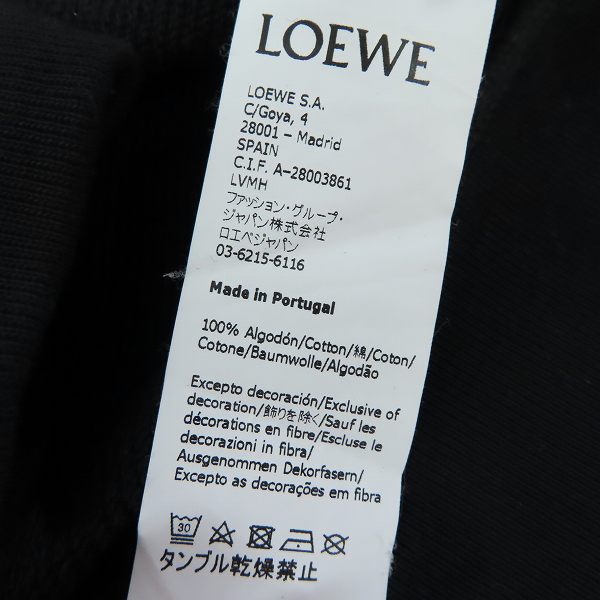 LOEWE
LOEWE S.A.
C/Goya, 4
28001 – Madrid
SPAIN
C.I.F. A-28003861
LVMH
ファッション・グループ・
ジャパン株式会社
ロエベジャパン
03-6215-6116
Made in Portugal
100% Algodón/Cotton/綿/Coton/
Cotone/Baumwolle/Algodão
Excepto decoración/Exclusive of
decoration/飾りを除く/Sauf les
décorations en fibre/Escluse le
decorazioni in fibra/
Ausgenommen Dekorfasern/
Excepto as decorações em fibra
30
タンブル乾燥禁止